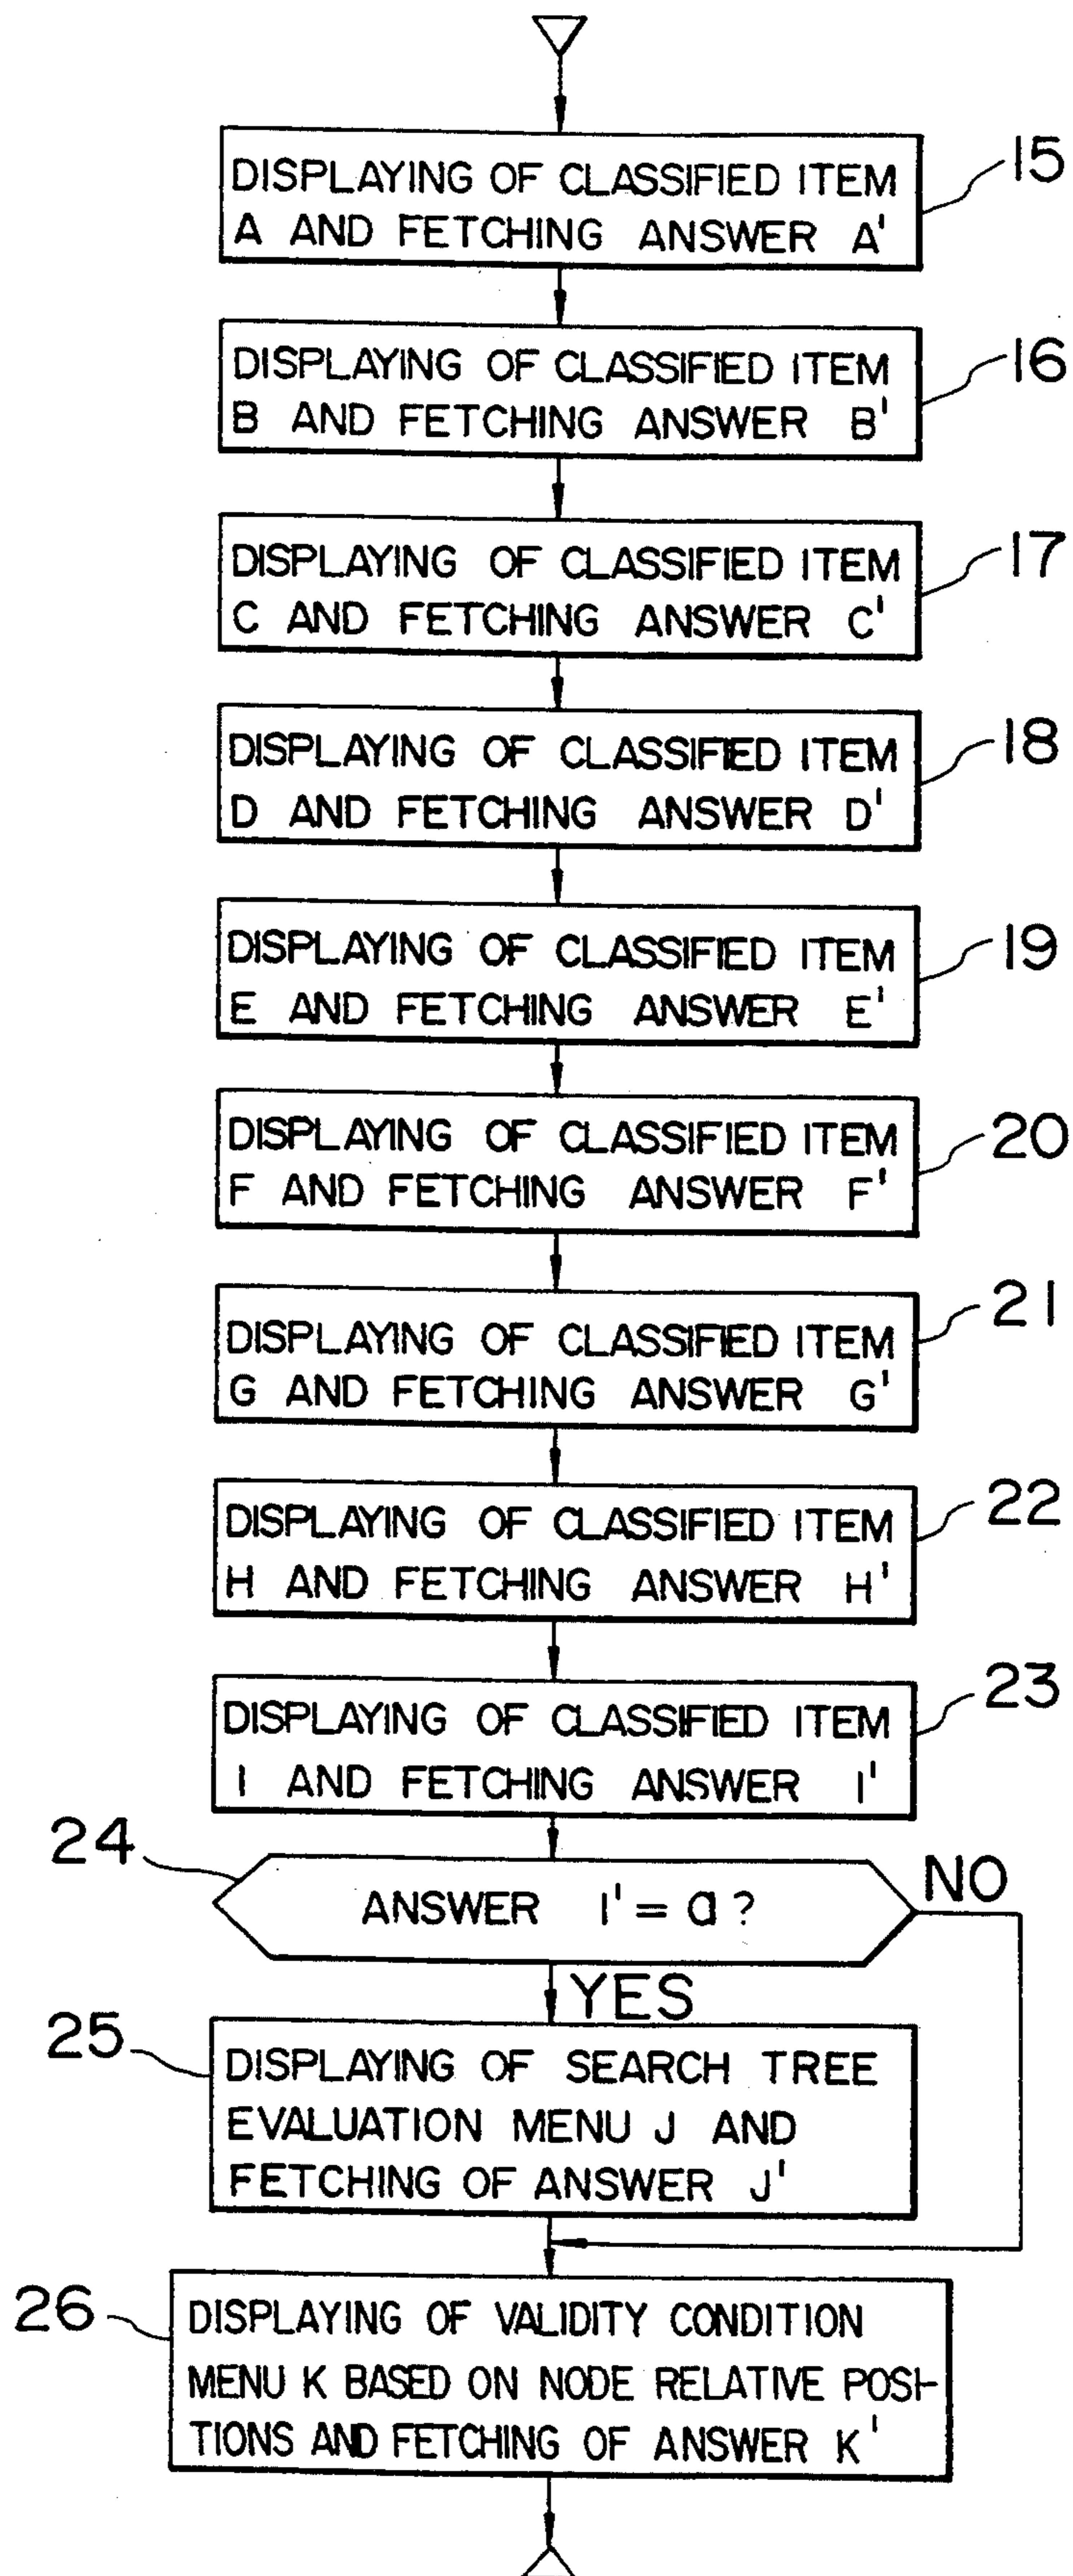 DISPLAYING OF CLASSIFIED ITEM
A AND FETCHING ANSWER A'
15
DISPLAYING OF CLASSIFIED ITEM
B AND FETCHING ANSWER B'
16
DISPLAYING OF CLASSIFIED ITEM
C AND FETCHING ANSWER C'
17
DISPLAYING OF CLASSIFIED ITEM
D AND FETCHING ANSWER D'
18
DISPLAYING OF CLASSIFIED ITEM
E AND FETCHING ANSWER E'
19
DISPLAYING OF CLASSIFIED ITEM
F AND FETCHING ANSWER F'
20
DISPLAYING OF CLASSIFIED ITEM
G AND FETCHING ANSWER G'
21
DISPLAYING OF CLASSIFIED ITEM
H AND FETCHING ANSWER H'
22
DISPLAYING OF CLASSIFIED ITEM
I AND FETCHING ANSWER I'
23
24
ANSWER I' = a ?
NO
YES
25
DISPLAYING OF SEARCH TREE
EVALUATION MENU J AND
FETCHING OF ANSWER J'
26
DISPLAYING OF VALIDITY CONDITION
MENU K BASED ON NODE RELATIVE POSI-
TIONS AND FETCHING OF ANSWER K'